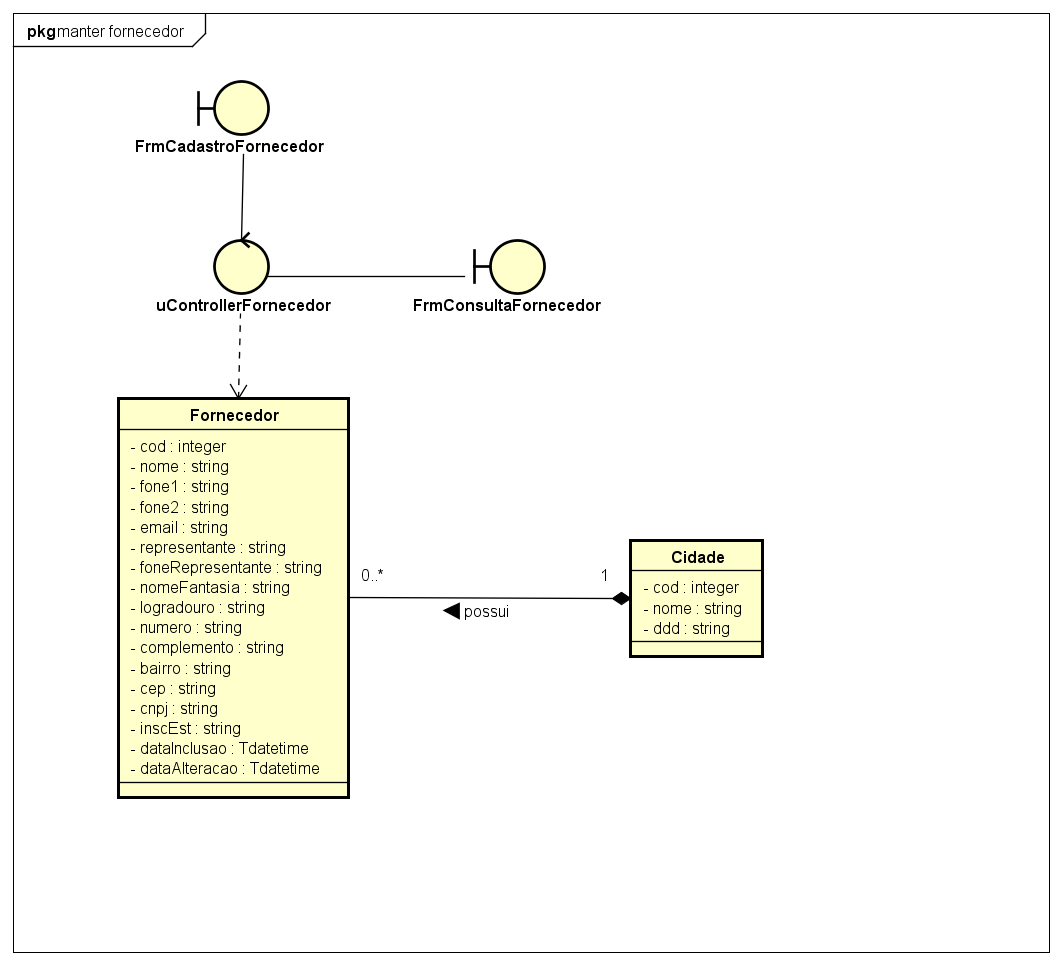 pkg manter fornecedor
FrmCadastroFornecedor
uControllerFornecedor
FrmConsultaFornecedor
Fornecedor
- cod : integer
- nome : string
- fone1 : string
- fone2 : string
- email : string
- representante : string
- foneRepresentante : string
- nomeFantasia : string
- logradouro : string
- numero : string
- complemento : string
- bairro : string
- cep : string
- cnpj : string
- inscEst : string
- dataInclusao : Tdatetime
- dataAlteracao : Tdatetime
0..*
1
possui
Cidade
- cod : integer
- nome : string
- ddd : string